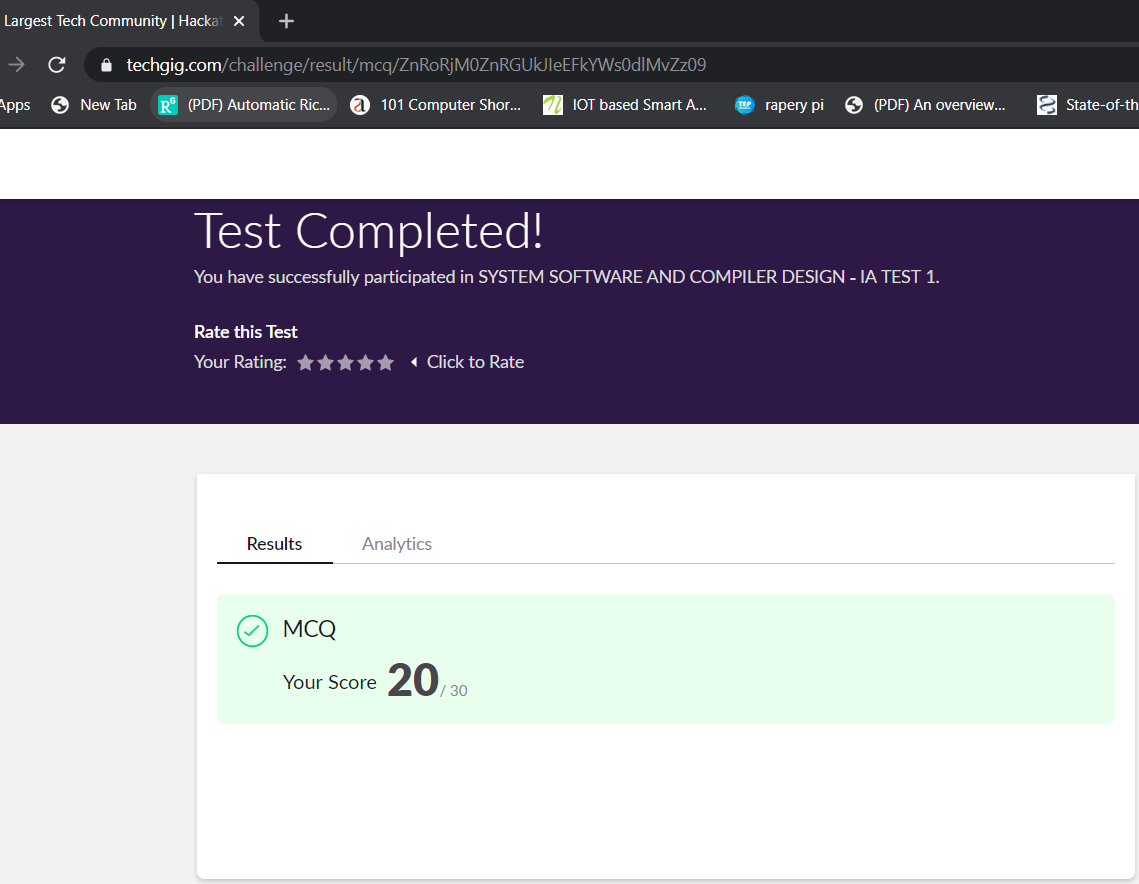 Largest Tech Community | Hacka
techgig.com/challenge/result/mcq/ZnRoRjM0ZnRGUkJIeEFkYWs0dlMvZz09
Apps New Tab (PDF) Automatic Ric... 101 Computer Shor... IOT based Smart A... rapery pi (PDF) An overview... State-of-th
Test Completed!
You have successfully participated in SYSTEM SOFTWARE AND COMPILER DESIGN - IA TEST 1.
Rate this Test
Your Rating: Click to Rate
Results Analytics
MCQ
Your Score 20 / 30